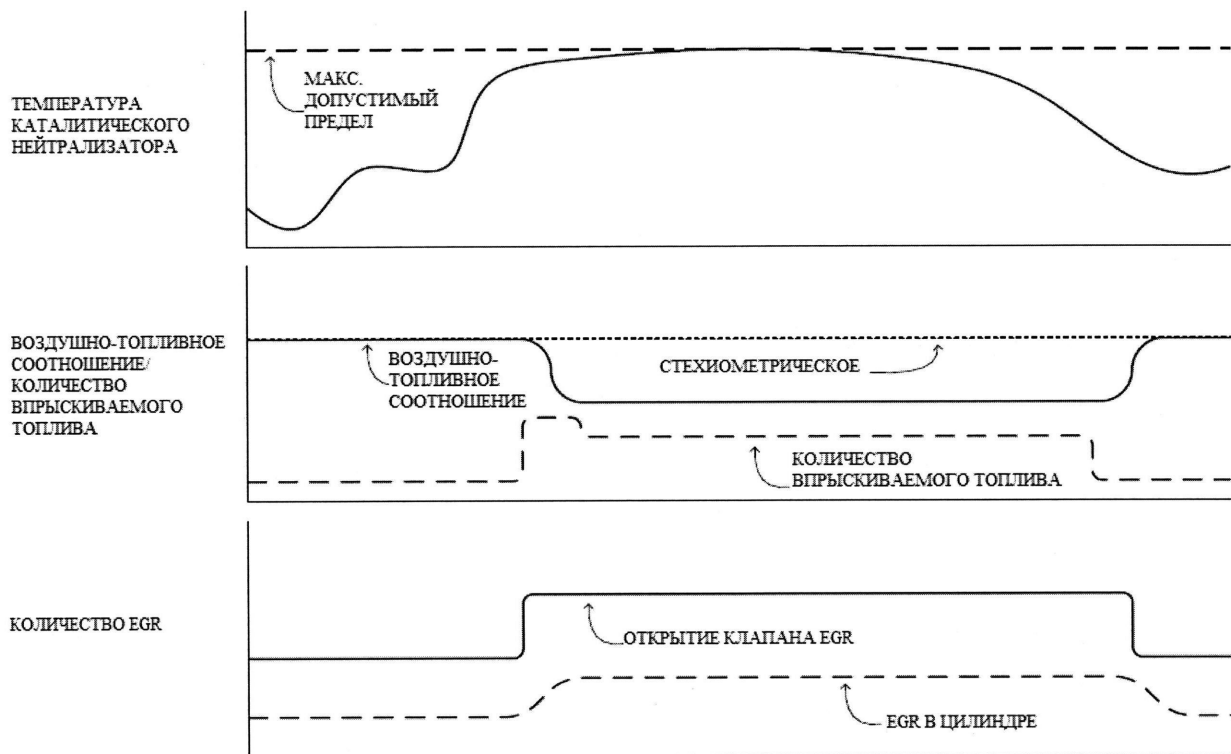 МАКС.
ДОПУСТИМЫЙ
ПРЕДЕЛ
ТЕМПЕРАТУРА
КАТАЛИТИЧЕСКОГО
НЕЙТРАЛИЗАТОРА
ВОЗДУШНО-ТОПЛИВНОЕ
СООТНОШЕНИЕ/
КОЛИЧЕСТВО
ВПРЫСКИВАЕМОГО
ТОПЛИВА
ВОЗДУШНО-
ТОПЛИВНОЕ
СООТНОШЕНИЕ
СТЕХИОМЕТРИЧЕСКОЕ
КОЛИЧЕСТВО
ВПРЫСКИВАЕМОГО ТОПЛИВА
КОЛИЧЕСТВО EGR
ОТКРЫТИЕ КЛАПАНА EGR
EGR В ЦИЛИНДРЕ